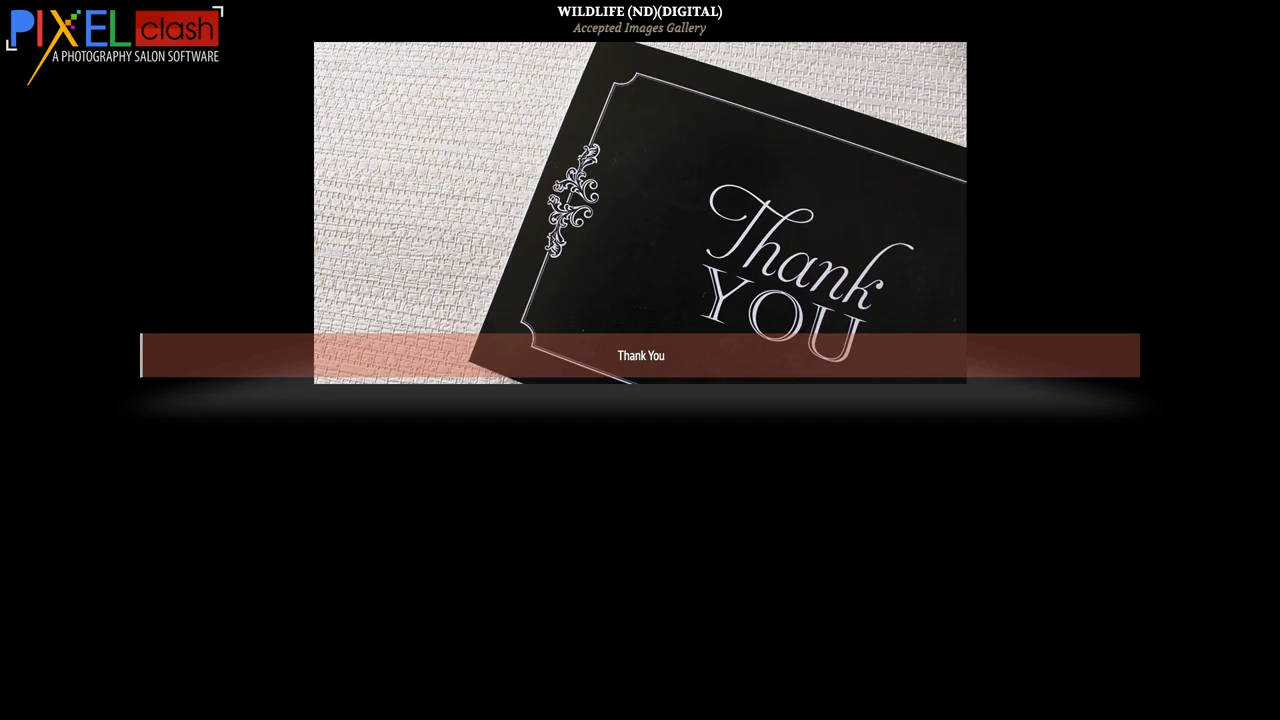 PIXEL clash
A PHOTOGRAPHY SALON SOFTWARE
WILDLIFE (ND)(DIGITAL)
Accepted Images Gallery
Thank
YOU
Thank You